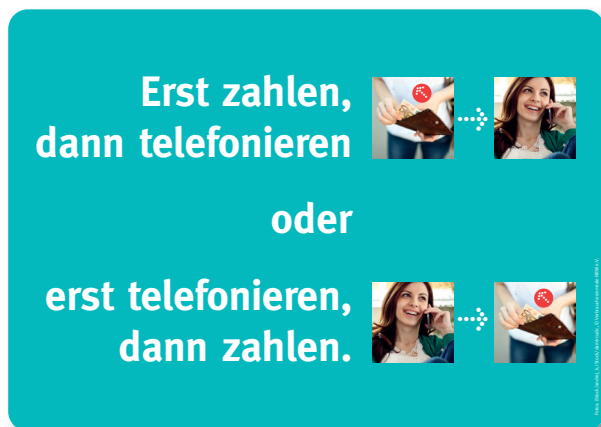 Erst zahlen,
dann telefonieren
oder
erst telefonieren,
dann zahlen.